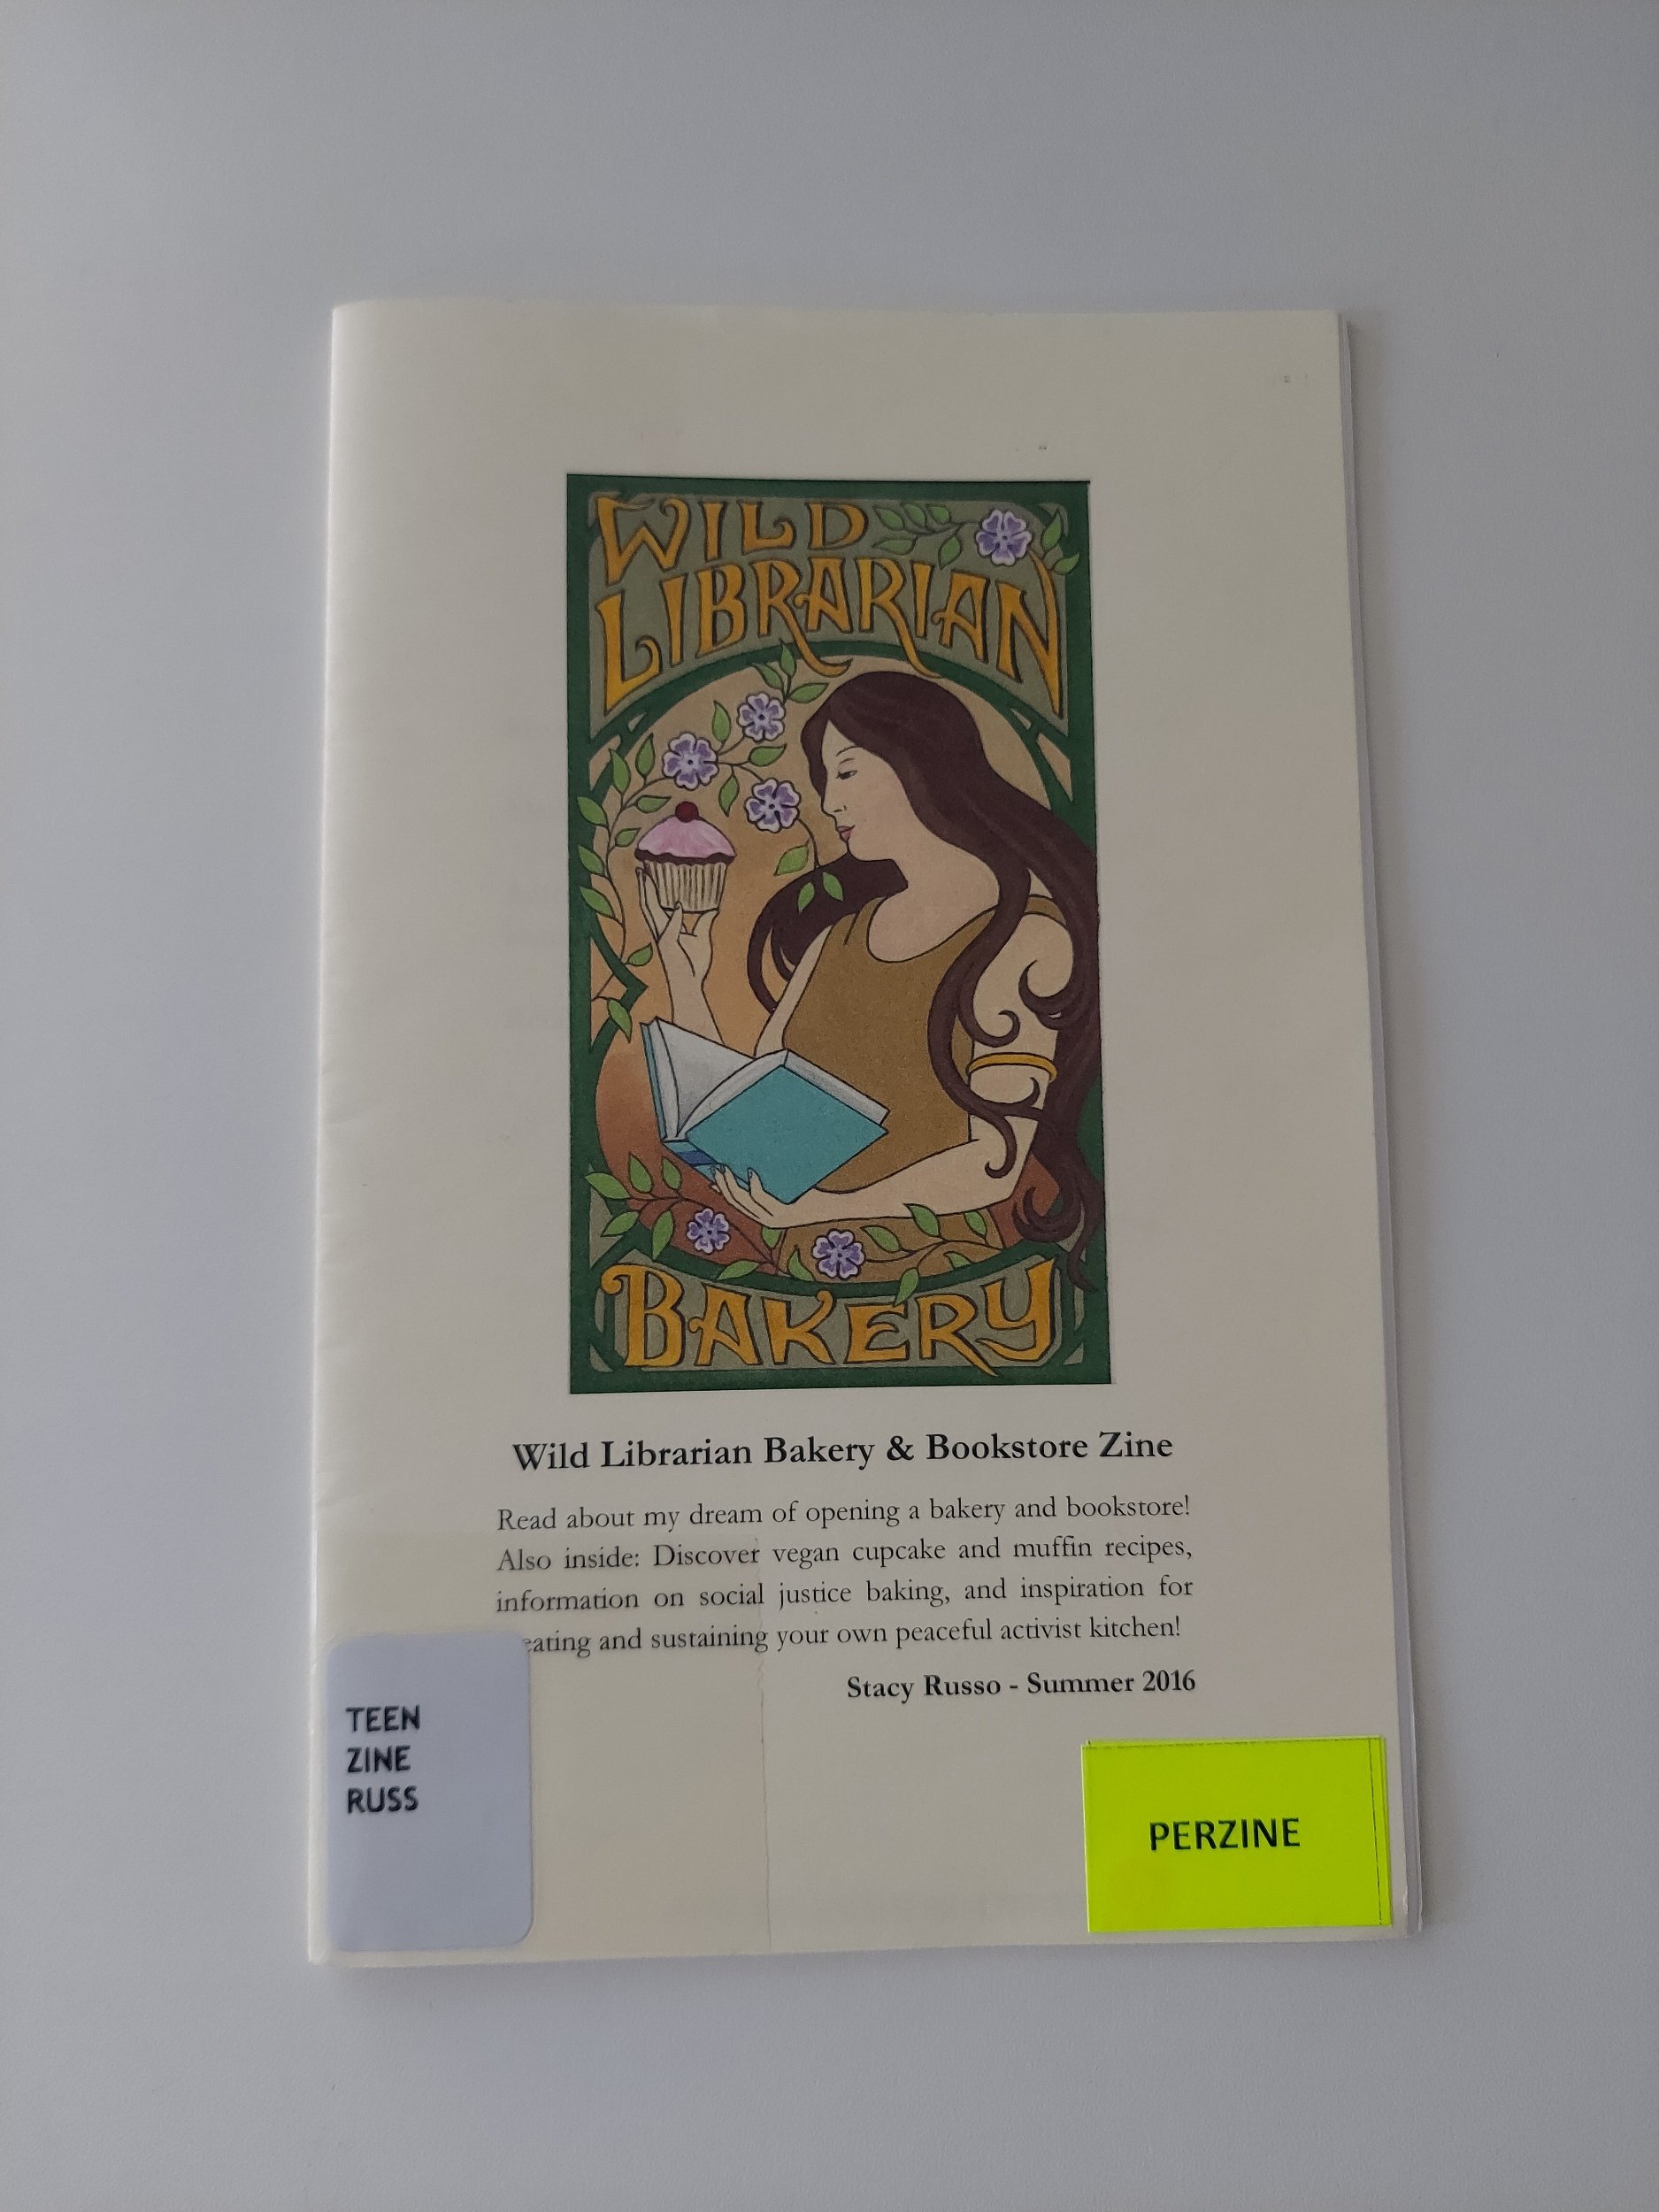 WILD
LIBRARIAN
BAKERY
Wild Librarian Bakery & Bookstore Zine
Read about my dream of opening a bakery and bookstore!
Also inside: Discover vegan cupcake and muffin recipes,
information on social justice baking, and inspiration for
eating and sustaining your own peaceful activist kitchen!
Stacy Russo - Summer 2016
TEEN
ZINE
RUSS
PERZINE